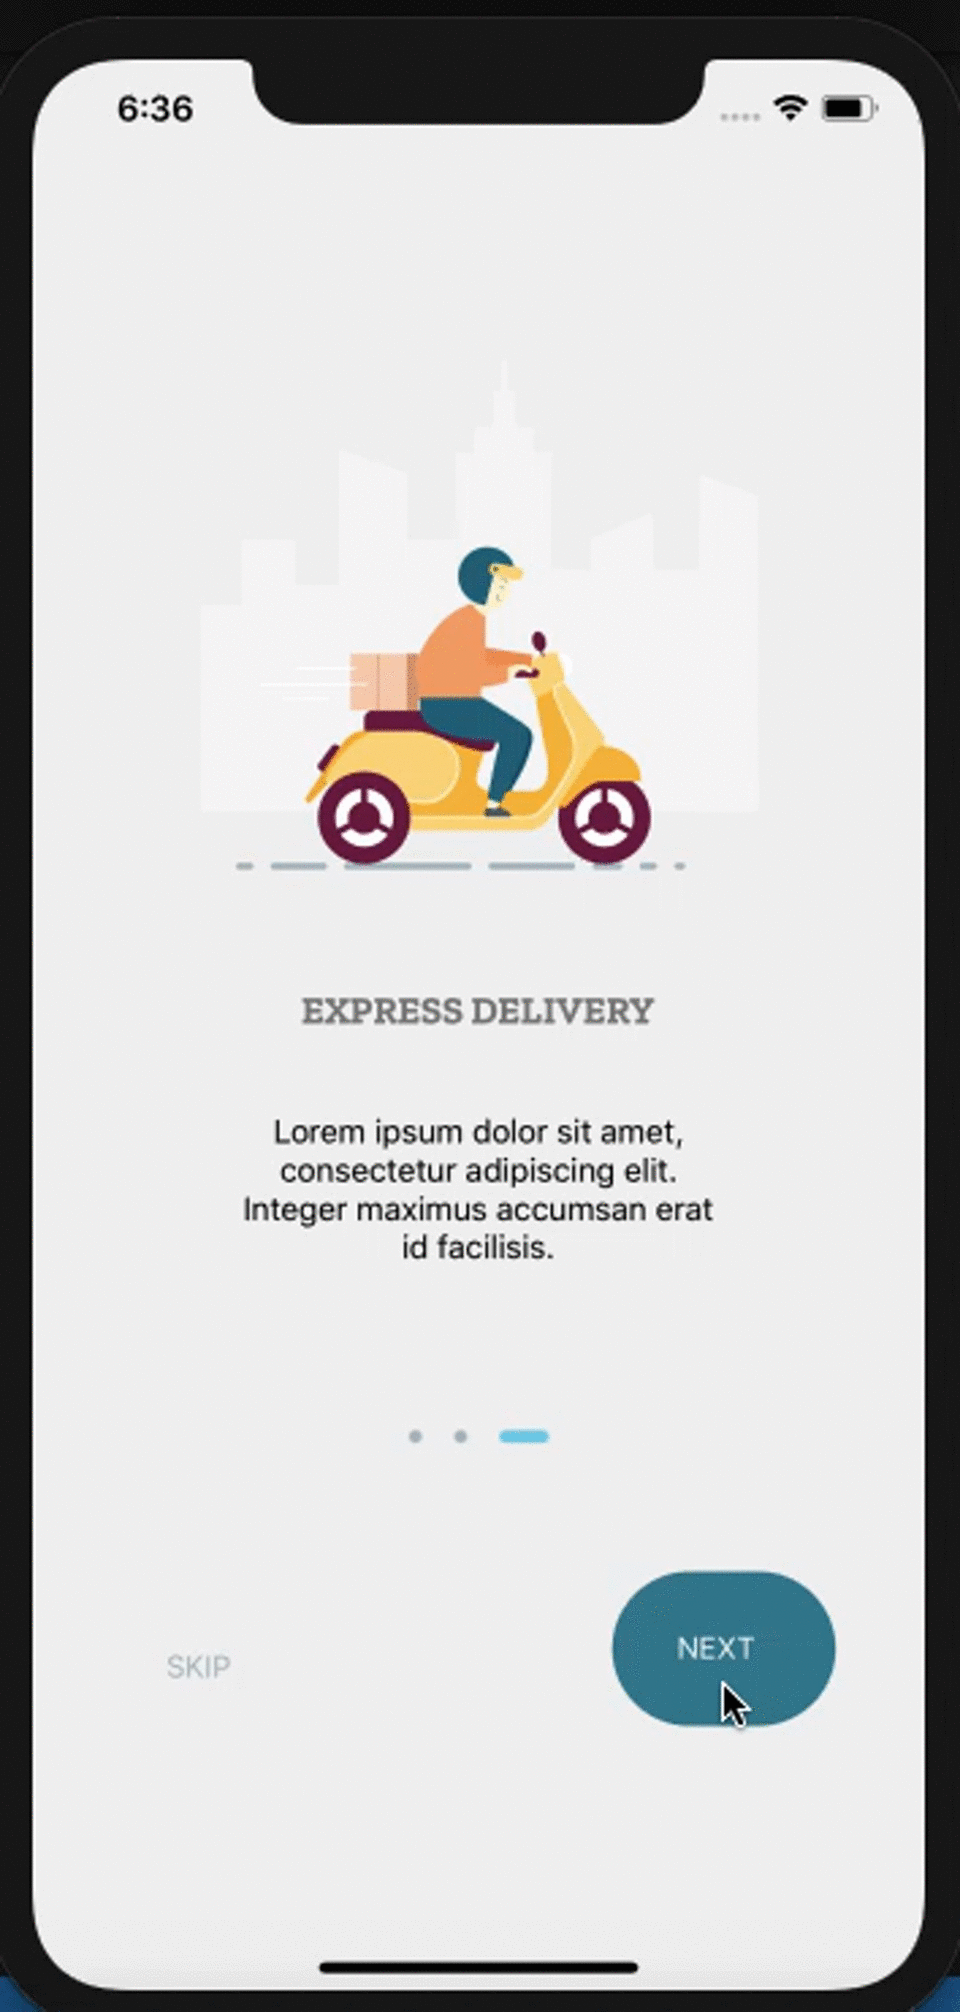 6:36
EXPRESS DELIVERY
Lorem ipsum dolor sit amet,
consectetur adipiscing elit.
Integer maximus accumsan erat
id facilisis.
SKIP
NEXT